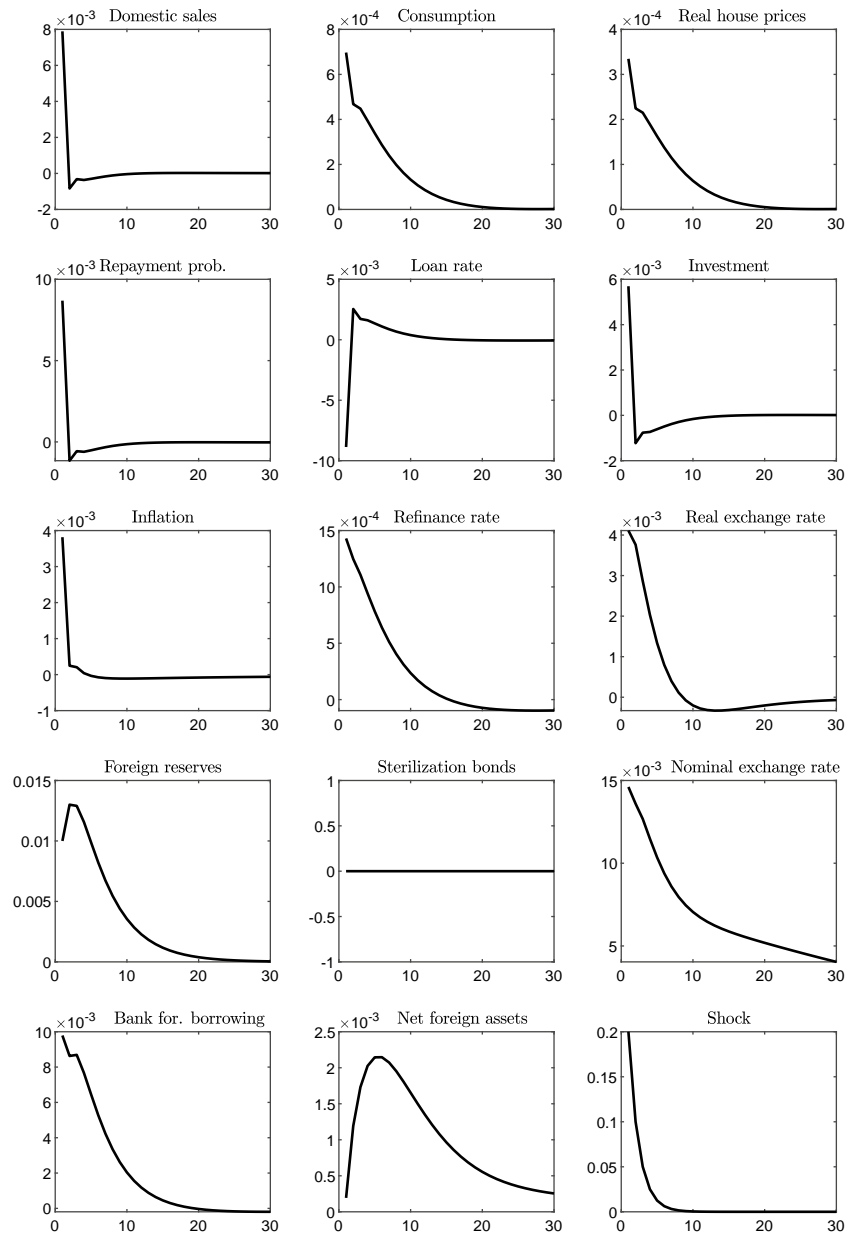 ×10⁻³ Domestic sales
8
6
4
2
0
-2
0 10 20 30
×10⁻⁴ Consumption
8
6
4
2
0
0 10 20 30
×10⁻⁴ Real house prices
4
3
2
1
0
0 10 20 30
×10⁻³ Repayment prob.
10
5
0
0 10 20 30
×10⁻³ Loan rate
5
0
-5
-10
0 10 20 30
×10⁻³ Investment
6
4
2
0
-2
0 10 20 30
×10⁻³ Inflation
4
3
2
1
0
-1
0 10 20 30
×10⁻⁴ Refinance rate
15
10
5
0
0 10 20 30
×10⁻³ Real exchange rate
4
3
2
1
0
0 10 20 30
Foreign reserves
0.015
0.01
0.005
0
0 10 20 30
Sterilization bonds
1
0.5
0
-0.5
-1
0 10 20 30
×10⁻³ Nominal exchange rate
15
10
5
0 10 20 30
×10⁻³ Bank for. borrowing
10
8
6
4
2
0
0 10 20 30
×10⁻³ Net foreign assets
2.5
2
1.5
1
0.5
0
0 10 20 30
Shock
0.2
0.15
0.1
0.05
0
0 10 20 30